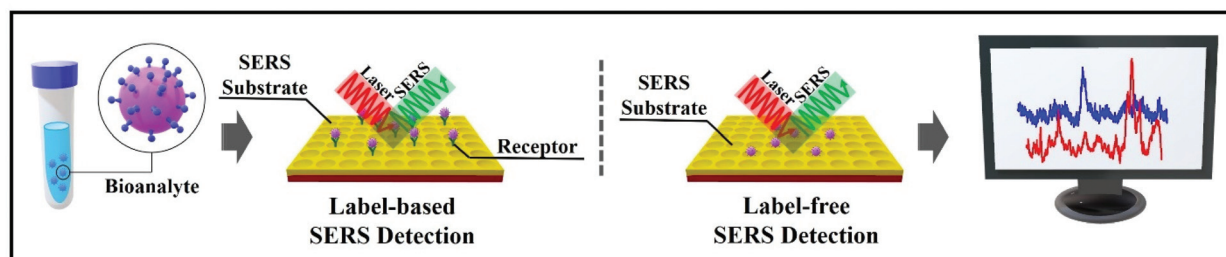 Bioanalyte
SERS
Substrate
Laser
SERS
Receptor
Label-based
SERS Detection
SERS
Substrate
Laser
SERS
Label-free
SERS Detection